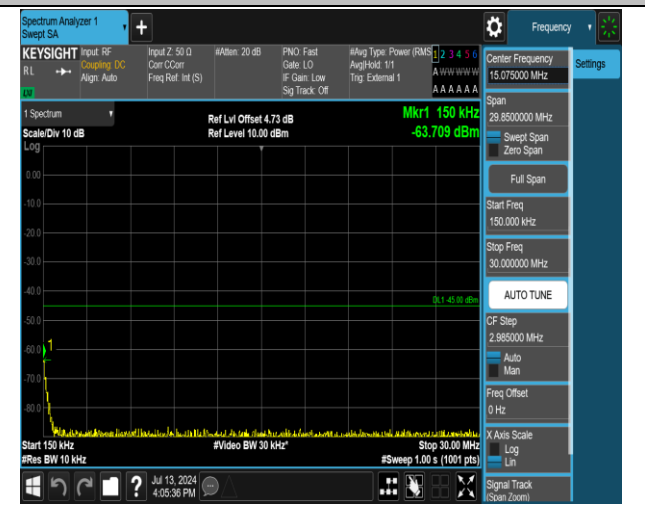 Spectrum Analyzer 1
Swept SA
Frequency
KEYSIGHT
Input: RF
Input Z: 50 Ω
#Atten: 20 dB
PNO: Fast
#Avg Type: Power (RMS
1 2 3 4 5 6
RL
Coupling: DC
Corr CCorr
Gate: LO
Avg|Hold: 1/1
A W W W W W
Align: Auto
Freq Ref: Int (S)
IF Gain: Low
Trig: External 1
Sig Track: Off
A A A A A A
1 Spectrum
Scale/Div 10 dB
Ref Lvl Offset 4.73 dB
Ref Level 10.00 dBm
Mkr1 150 kHz
-63.709 dBm
Log
0.00
-10.0
-20.0
-30.0
-40.0
DL1 -45.00 dBm
-50.0
-60.0
1
-70.0
-80.0
Start 150 kHz
#Video BW 30 kHz*
Stop 30.00 MHz
#Res BW 10 kHz
#Sweep 1.00 s (1001 pts)
Jul 13, 2024
4:05:36 PM
?
Center Frequency
15.075000 MHz
Settings
Span
29.8500000 MHz
Swept Span
Zero Span
Full Span
Start Freq
150.000 kHz
Stop Freq
30.000000 MHz
AUTO TUNE
CF Step
2.985000 MHz
Auto
Man
Freq Offset
0 Hz
X Axis Scale
Log
Lin
Signal Track
(Span Zoom)